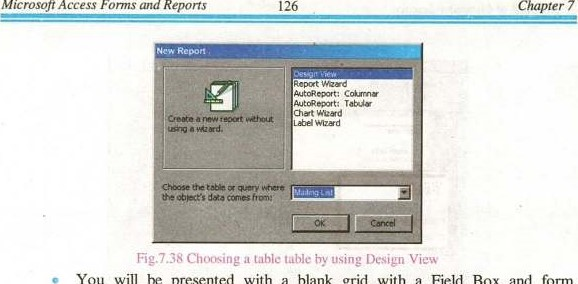 Microsoft Access Forms and Reports 126 Chapter 7
New Report
Design View
Report Wizard
AutoReport: Columnar
AutoReport: Tabular
Chart Wizard
Label Wizard
Create a new report without
using a wizard.
Choose the table or query where
the object's data comes from:
Mailing List
OK Cancel
Fig.7.38 Choosing a table table by using Design View
• You will be presented with a blank grid with a Field Box and form